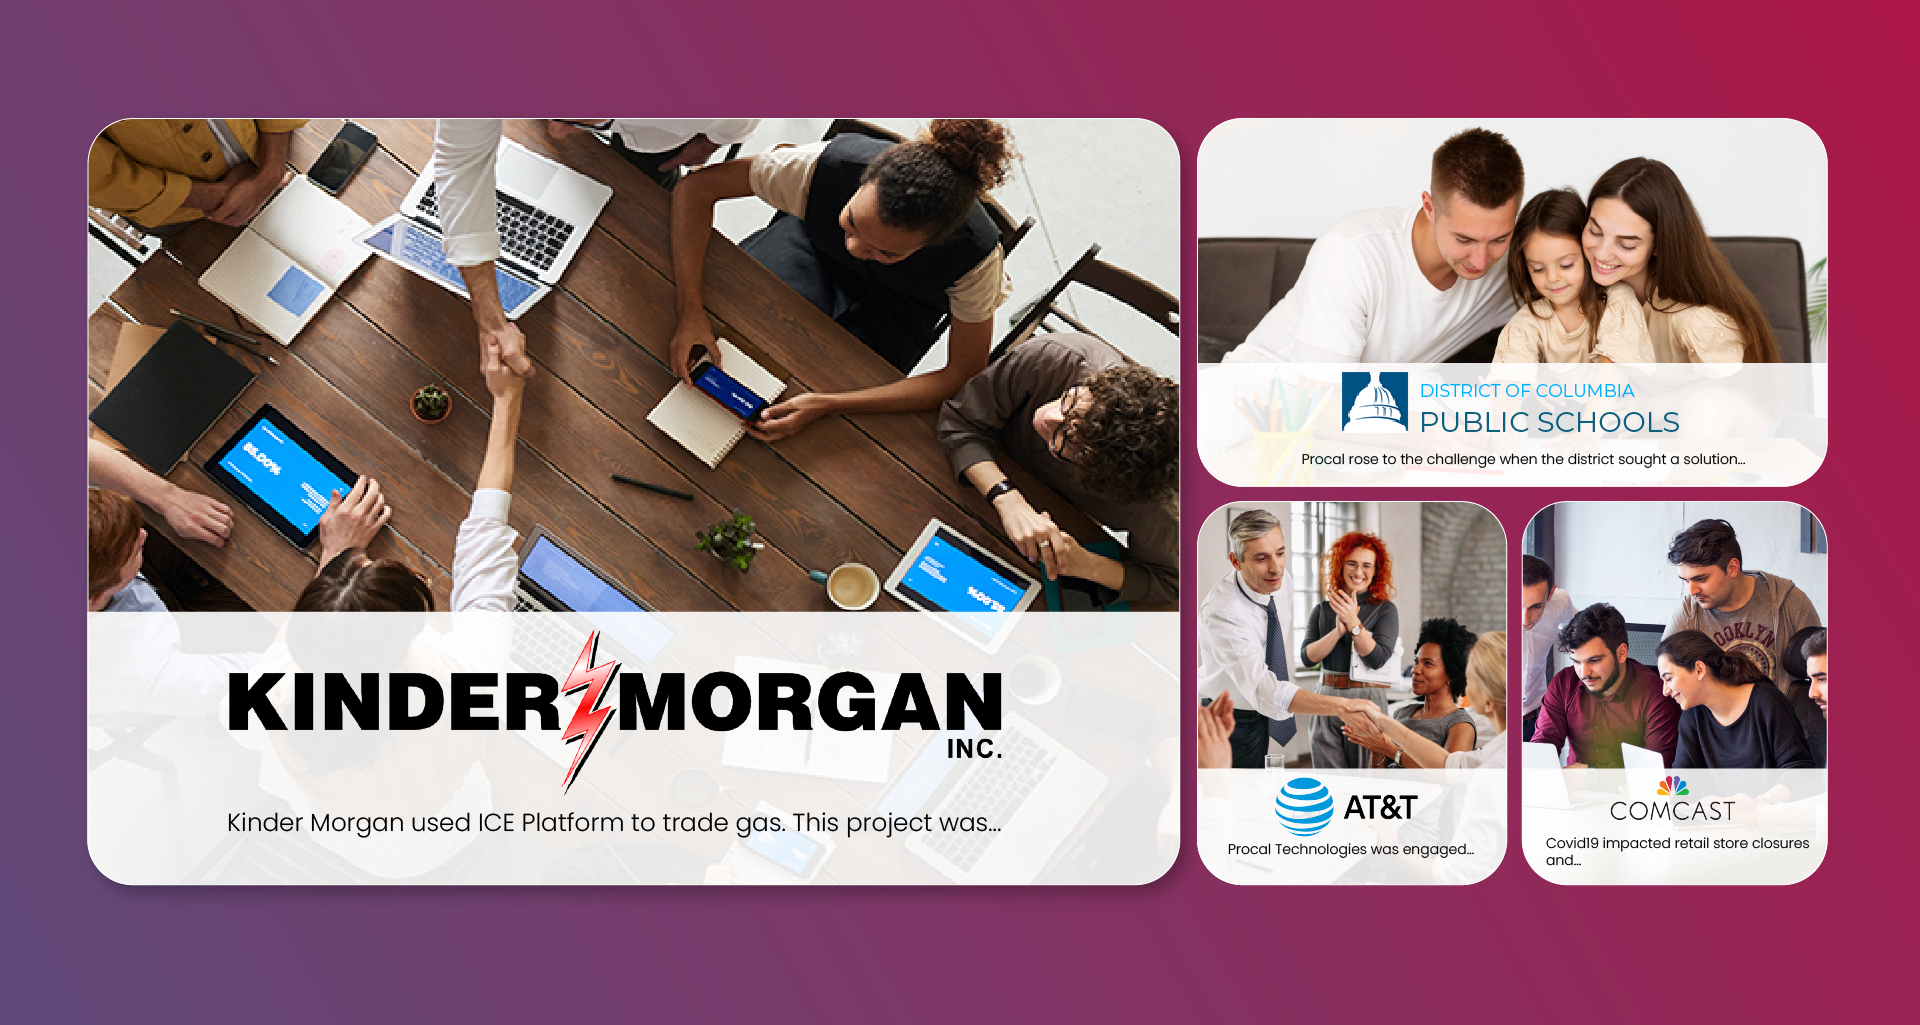 KINDER MORGAN
INC.
Kinder Morgan used ICE Platform to trade gas. This project was...
DISTRICT OF COLUMBIA
PUBLIC SCHOOLS
Procal rose to the challenge when the district sought a solution...
AT&T
Procal Technologies was engaged...
OOKLYN
COMCAST
Covid19 impacted retail store closures
and...